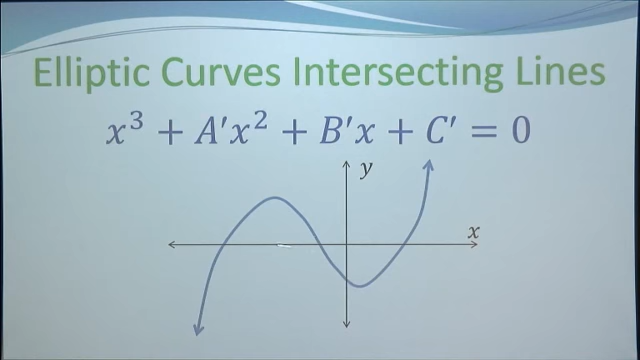 Elliptic Curves Intersecting Lines
x³ + A′x² + B′x + C′ = 0
y
x